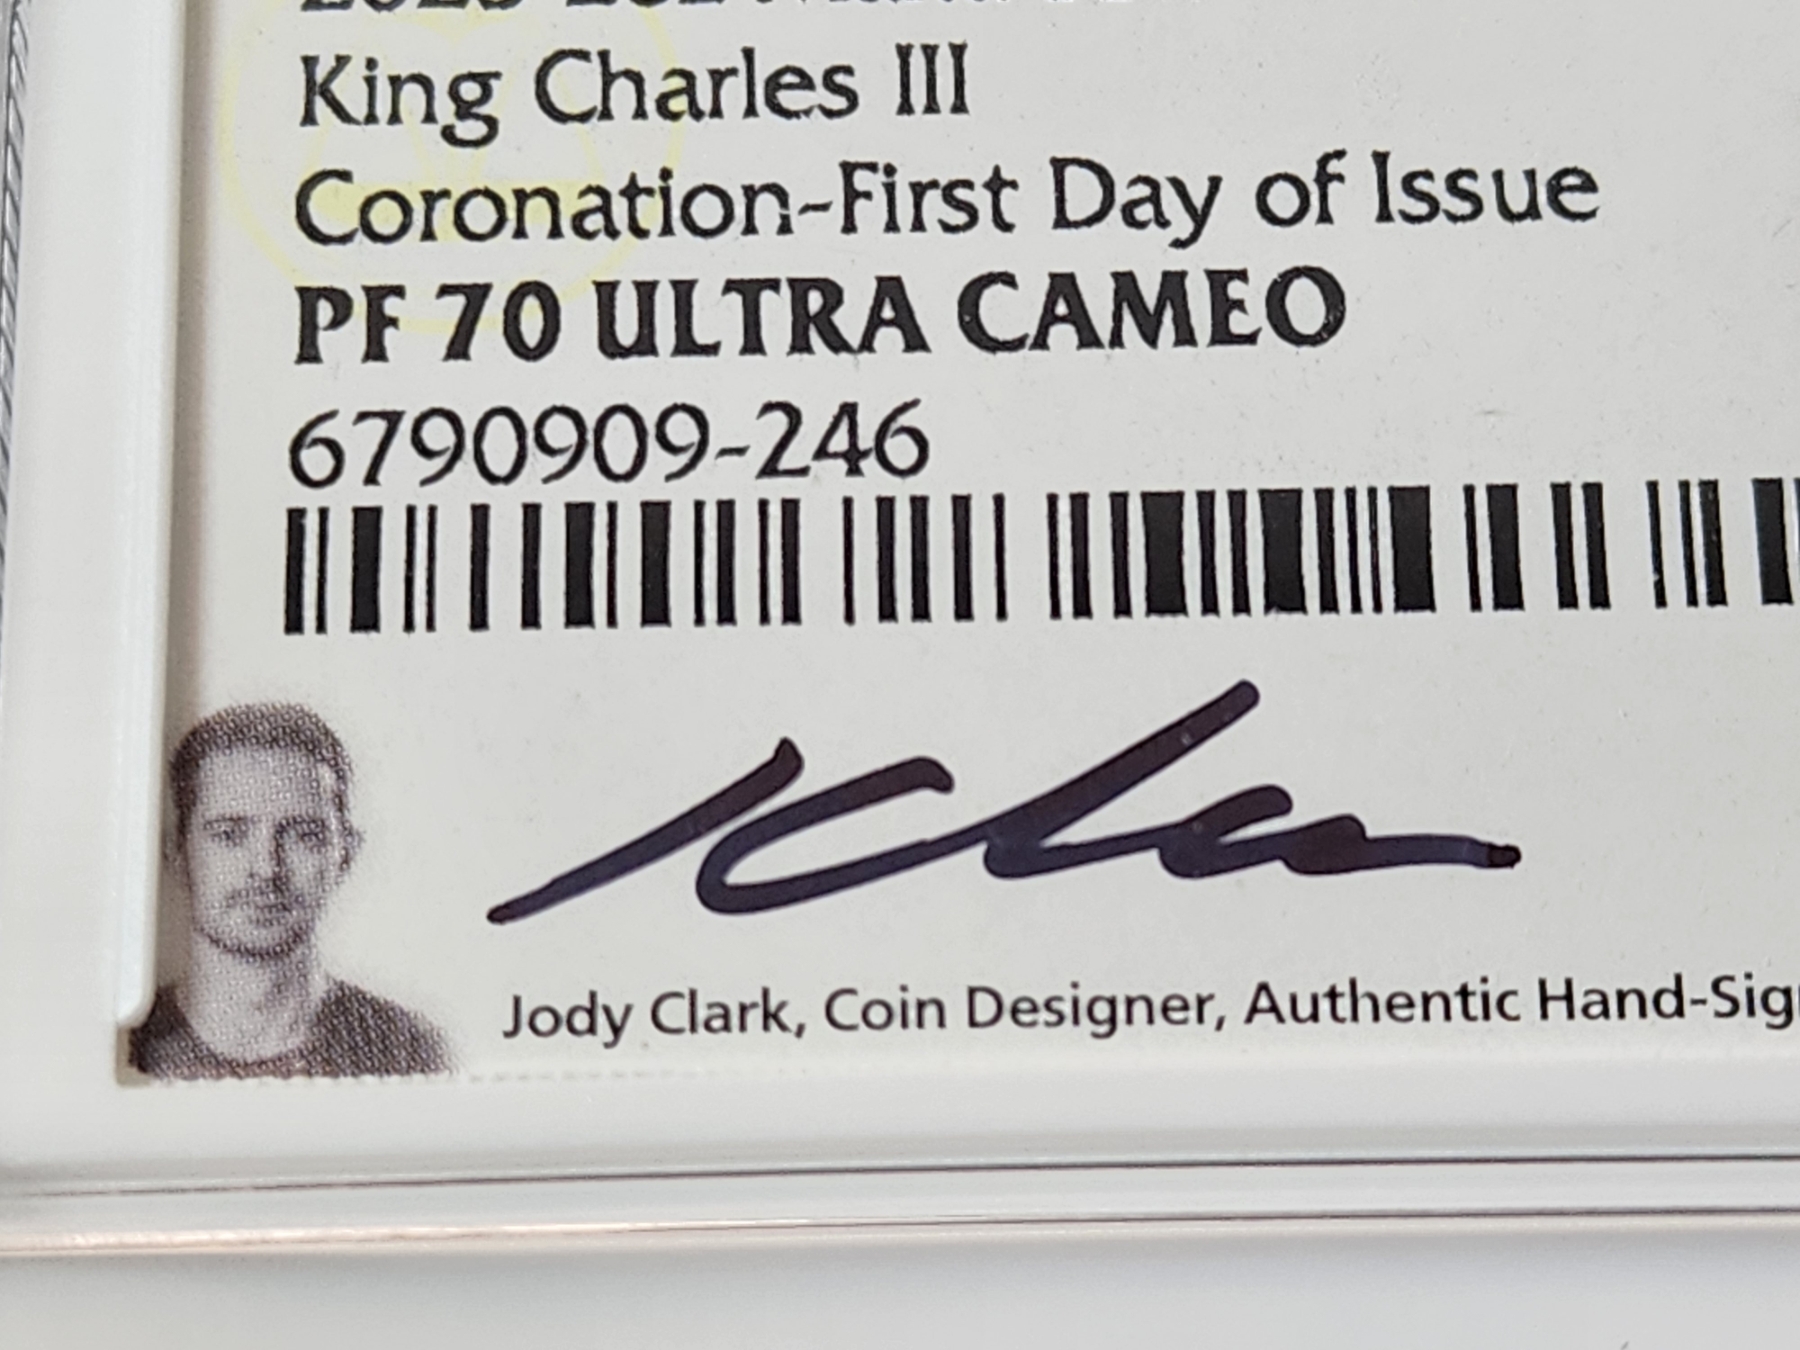 King Charles III
Coronation-First Day of Issue
PF 70 ULTRA CAMEO
6790909-246
Jody Clark, Coin Designer, Authentic Hand-Sig